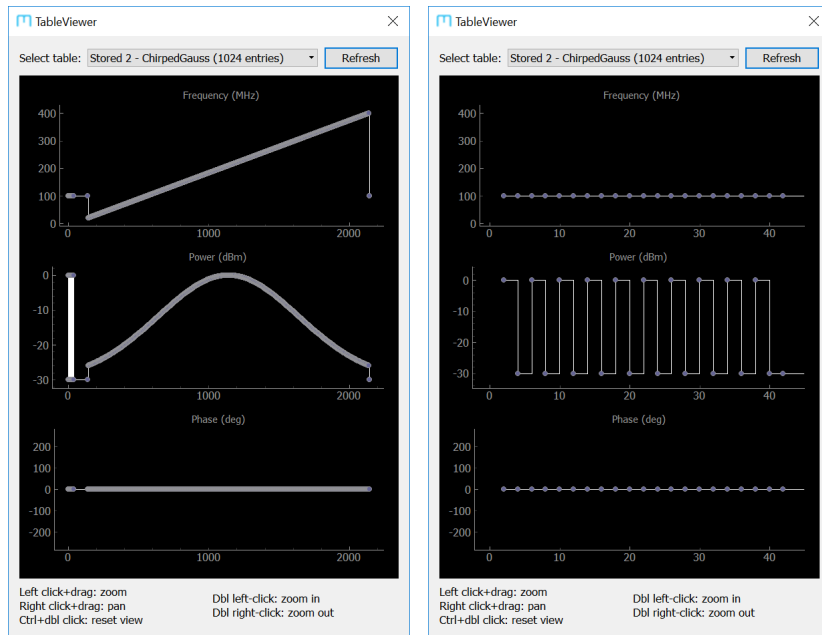 TableViewer
Select table: Stored 2 - ChirpedGauss (1024 entries) Refresh
Frequency (MHz)
400
300
200
100
0
0 1000 2000
Power (dBm)
0
-10
-20
-30
0 1000 2000
Phase (deg)
200
100
0
-100
-200
0 1000 2000
Left click+drag: zoom
Right click+drag: pan
Ctrl+dbl click: reset view
Dbl left-click: zoom in
Dbl right-click: zoom out
TableViewer
Select table: Stored 2 - ChirpedGauss (1024 entries) Refresh
Frequency (MHz)
400
300
200
100
0
0 10 20 30 40
Power (dBm)
0
-10
-20
-30
0 10 20 30 40
Phase (deg)
200
100
0
-100
-200
0 10 20 30 40
Left click+drag: zoom
Right click+drag: pan
Ctrl+dbl click: reset view
Dbl left-click: zoom in
Dbl right-click: zoom out